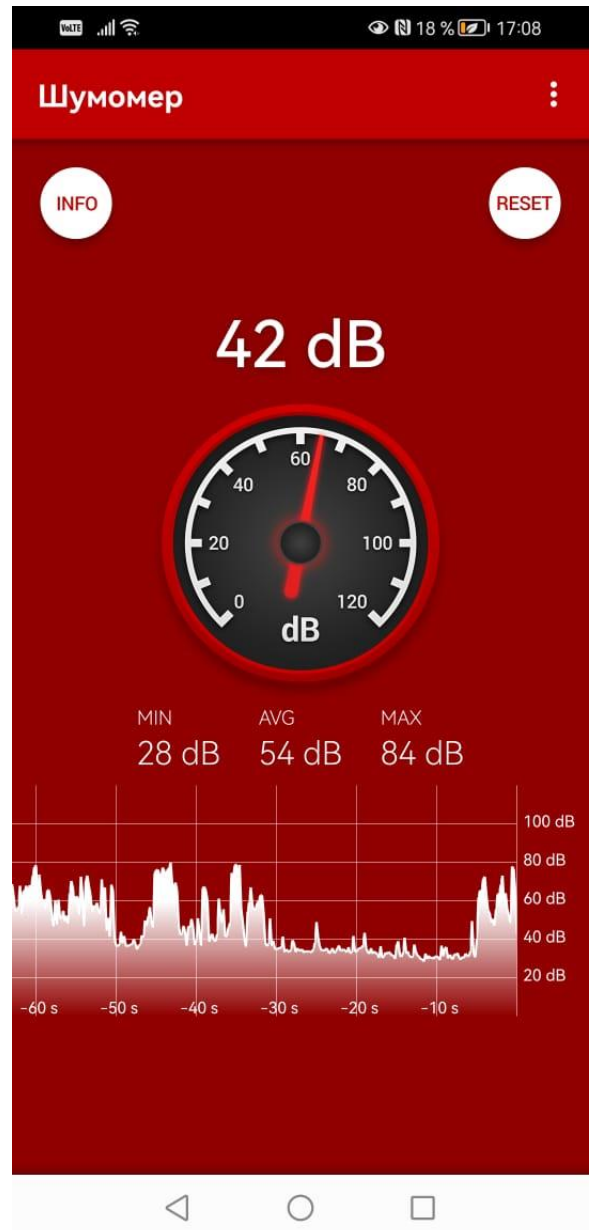 VoLTE 18 % 17:08
Шумомер
INFO RESET
42 dB
60
40 80
20 100
0 120
dB
MIN AVG MAX
28 dB 54 dB 84 dB
100 dB
80 dB
60 dB
40 dB
20 dB
-60 s -50 s -40 s -30 s -20 s -10 s